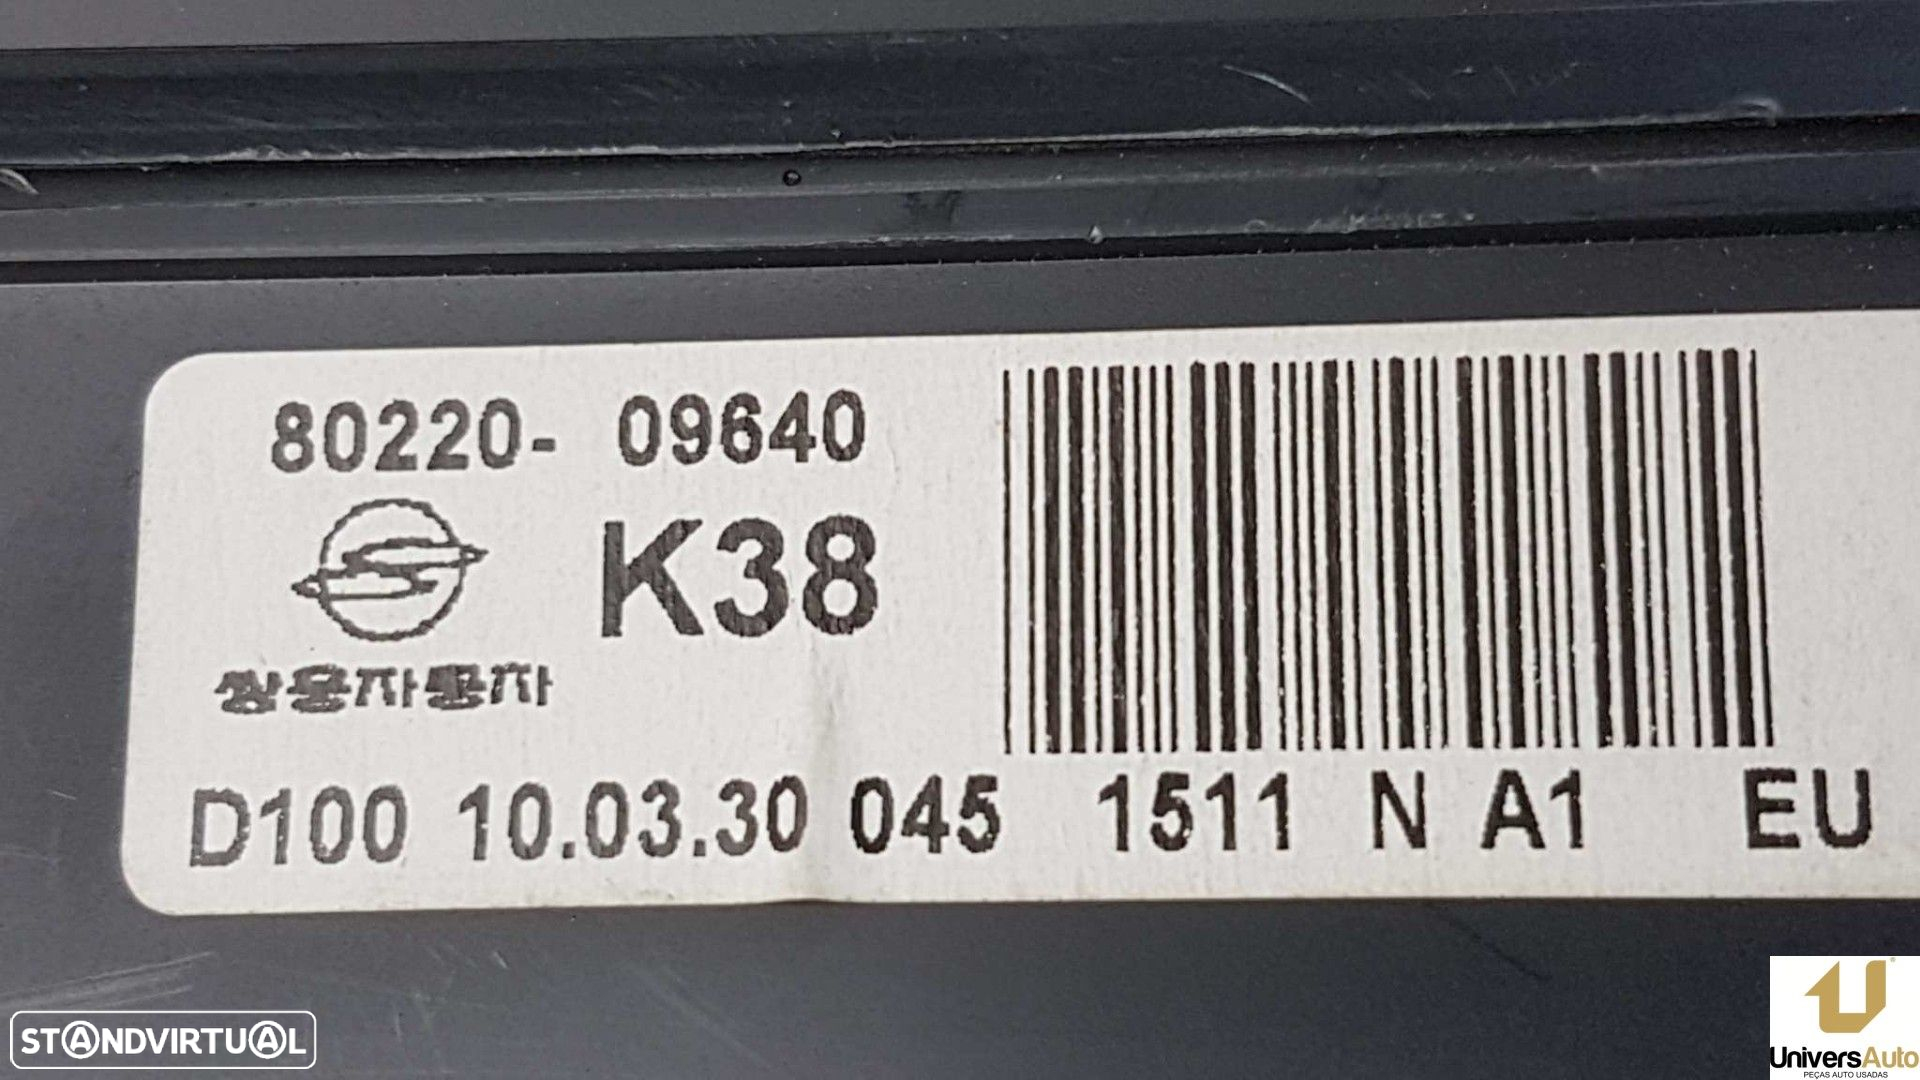 80220- 09640
K38
쌍용자동차
D100 10.03.30 045 1511 N A1 EU
STANDVIRTUAL
UniversAuto
PEÇAS AUTO USADAS